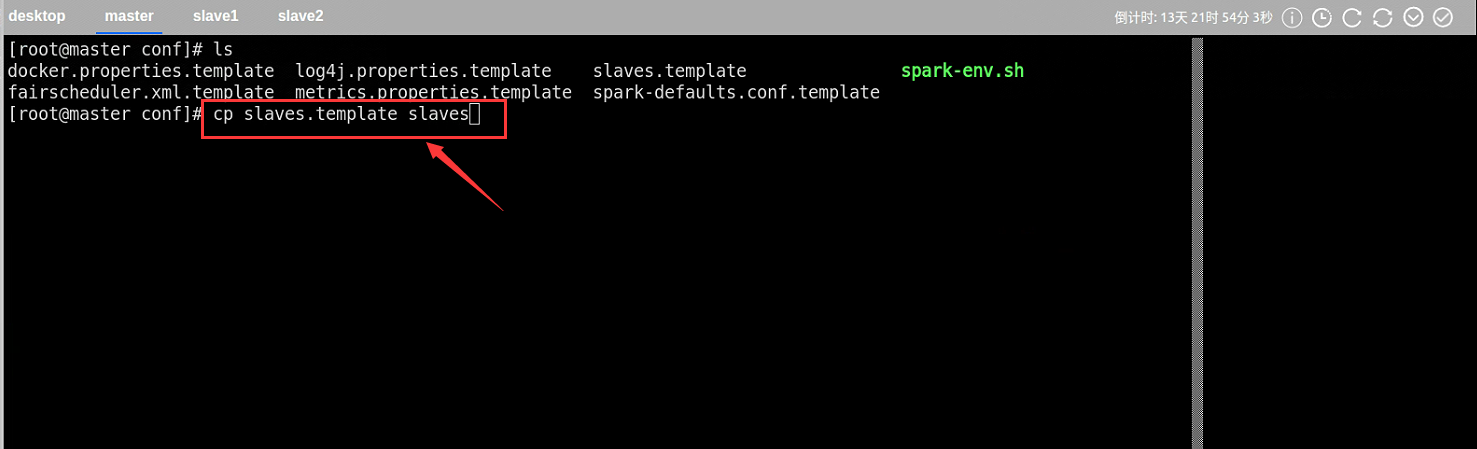 desktop master slave1 slave2 倒计时: 13天 21时 54分 3秒
[root@master conf]# ls
docker.properties.template log4j.properties.template slaves.template spark-env.sh
fairscheduler.xml.template metrics.properties.template spark-defaults.conf.template
[root@master conf]# cp slaves.template slaves